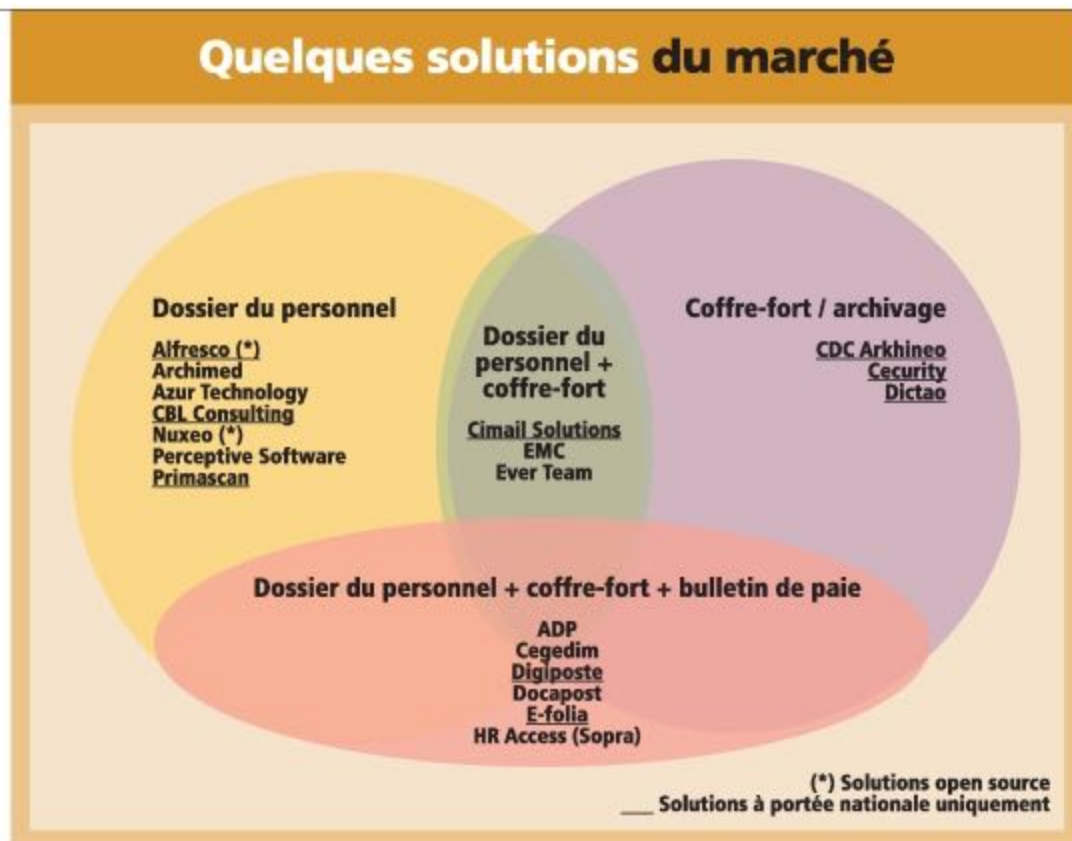 Quelques solutions du marché
Dossier du personnel
Alfresco (*)
Archimed
Azur Technology
CBL Consulting
Nuxeo (*)
Perceptive Software
Primascan
Dossier du
personnel +
coffre-fort
Cimail Solutions
EMC
Ever Team
Coffre-fort / archivage
CDC Arkhineo
Cecurity
Dictao
Dossier du personnel + coffre-fort + bulletin de paie
ADP
Cegedim
Digiposte
Docapost
E-folia
HR Access (Sopra)
(*) Solutions open source
___ Solutions à portée nationale uniquement